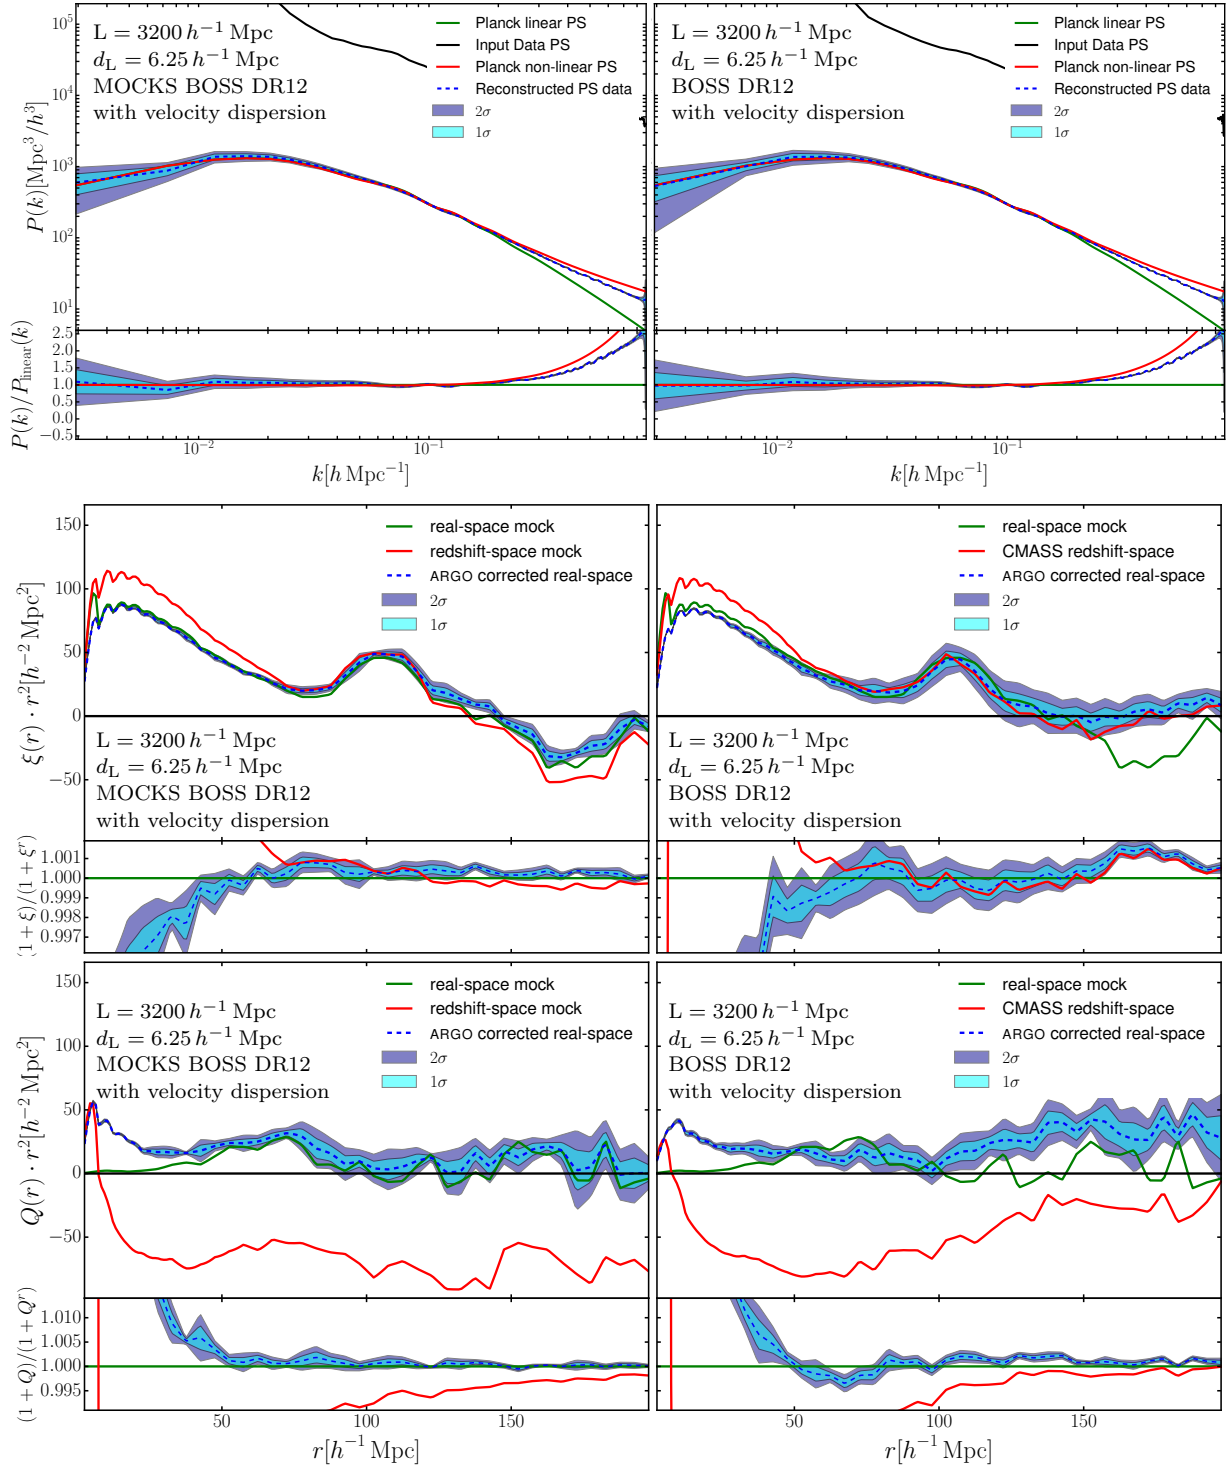 L = 3200 h⁻¹ Mpc
d_L = 6.25 h⁻¹ Mpc
MOCKS BOSS DR12
with velocity dispersion
Planck linear PS
Input Data PS
Planck non-linear PS
Reconstructed PS data
2σ
1σ
10⁵
10⁴
10³
10²
10¹
P(k)[Mpc³/h³]
L = 3200 h⁻¹ Mpc
d_L = 6.25 h⁻¹ Mpc
BOSS DR12
with velocity dispersion
Planck linear PS
Input Data PS
Planck non-linear PS
Reconstructed PS data
2σ
1σ
2.5
2.0
1.5
1.0
0.5
0.0
−0.5
P(k)/P_linear(k)
10⁻² 10⁻¹
k[h Mpc⁻¹]
10⁻² 10⁻¹
k[h Mpc⁻¹]
150
100
50
0
−50
ξ(r) · r²[h⁻² Mpc²]
real-space mock
redshift-space mock
ARGO corrected real-space
2σ
1σ
L = 3200 h⁻¹ Mpc
d_L = 6.25 h⁻¹ Mpc
MOCKS BOSS DR12
with velocity dispersion
real-space mock
CMASS redshift-space
ARGO corrected real-space
2σ
1σ
L = 3200 h⁻¹ Mpc
d_L = 6.25 h⁻¹ Mpc
BOSS DR12
with velocity dispersion
1.001
1.000
0.999
0.998
0.997
(1 + ξ)/(1 + ξʳ)
150
100
50
0
−50
Q(r) · r²[h⁻² Mpc²]
L = 3200 h⁻¹ Mpc
d_L = 6.25 h⁻¹ Mpc
MOCKS BOSS DR12
with velocity dispersion
real-space mock
redshift-space mock
ARGO corrected real-space
2σ
1σ
L = 3200 h⁻¹ Mpc
d_L = 6.25 h⁻¹ Mpc
BOSS DR12
with velocity dispersion
real-space mock
CMASS redshift-space
ARGO corrected real-space
2σ
1σ
1.010
1.005
1.000
0.995
(1 + Q)/(1 + Qʳ)
50 100 150
r[h⁻¹ Mpc]
50 100 150
r[h⁻¹ Mpc]